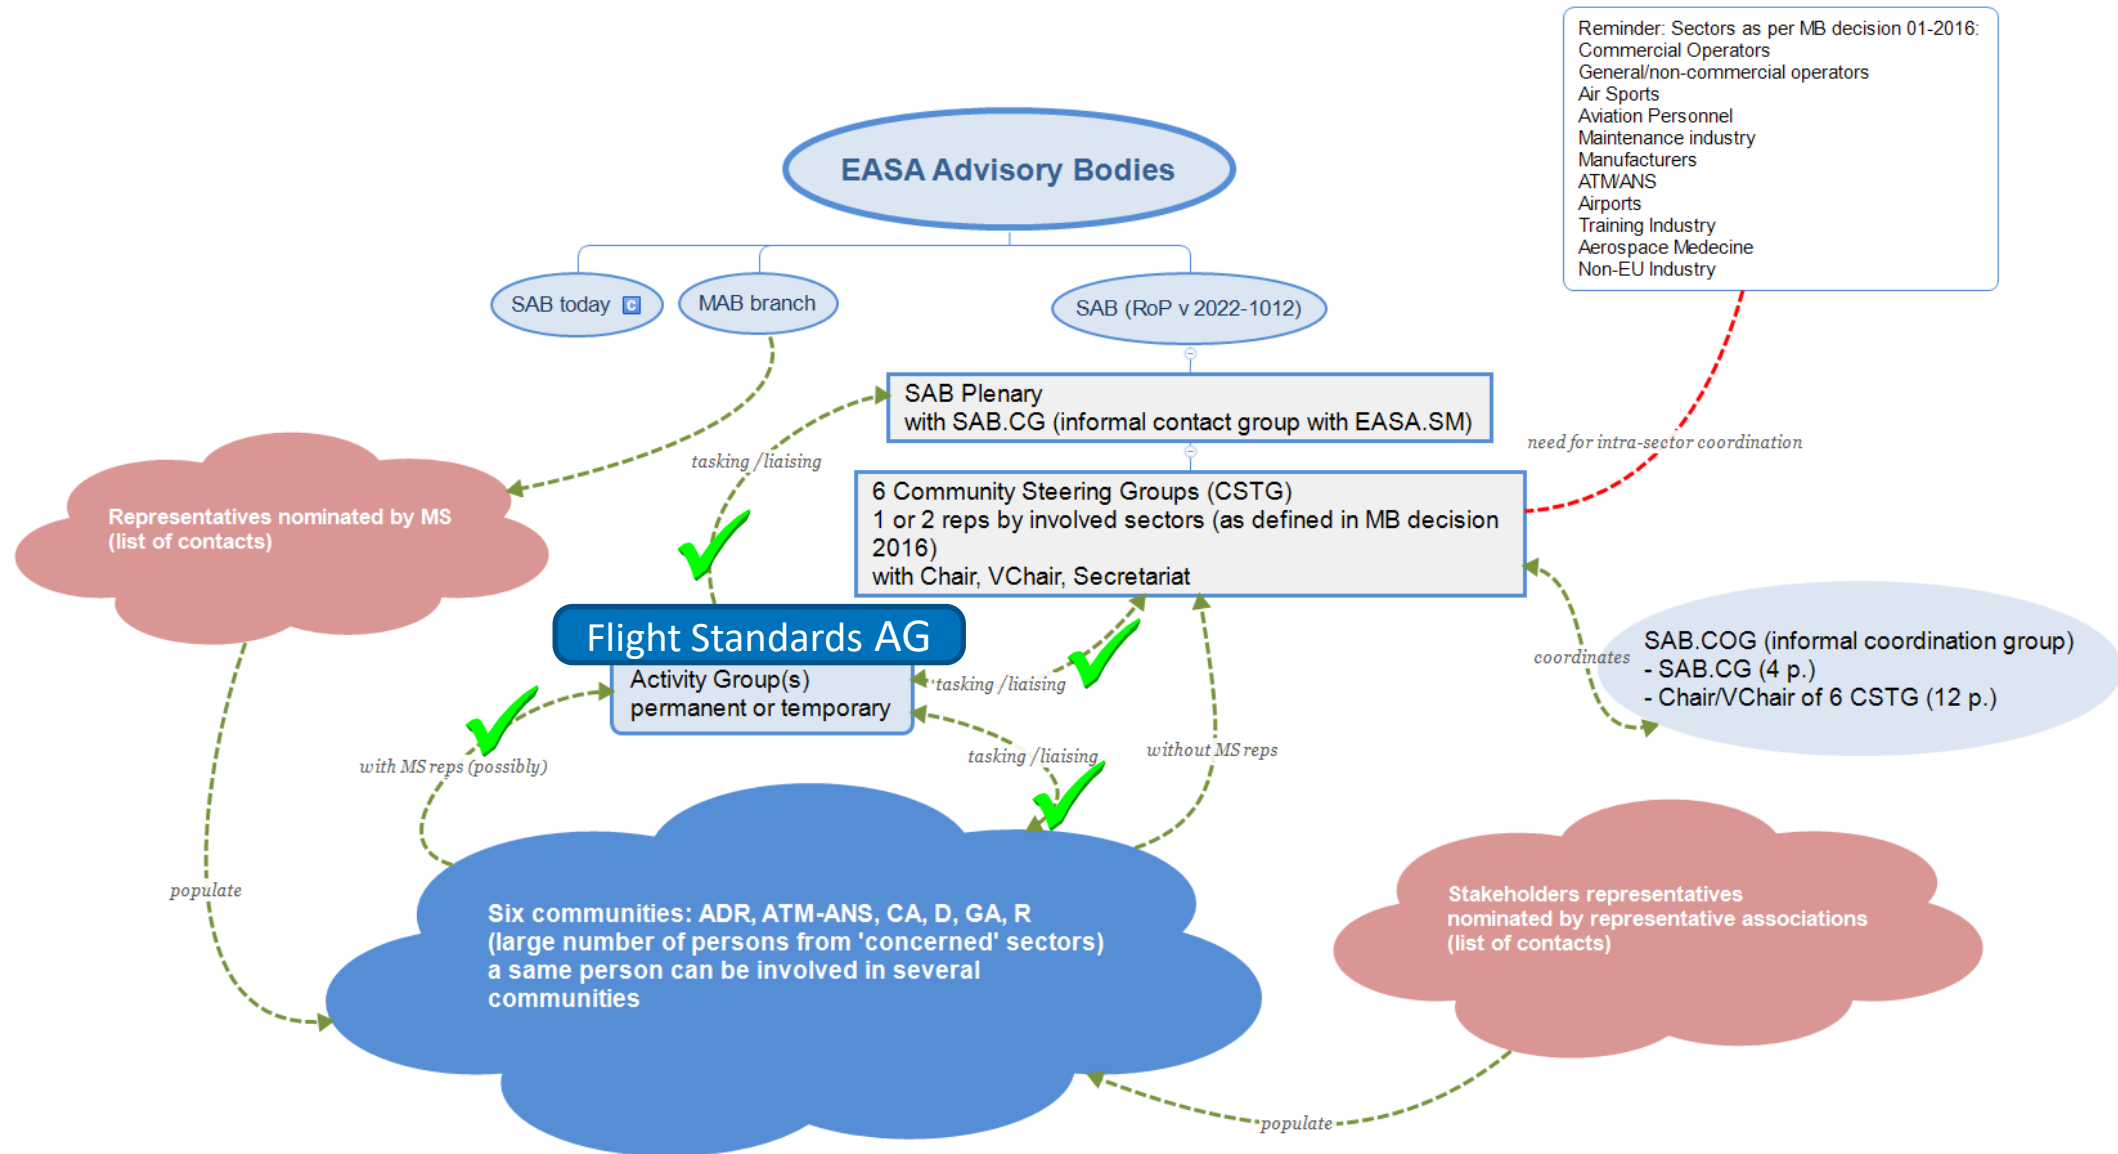 Reminder: Sectors as per MB decision 01-2016:
Commercial Operators
General/non-commercial operators
Air Sports
Aviation Personnel
Maintenance industry
Manufacturers
ATM/ANS
Airports
Training Industry
Aerospace Medecine
Non-EU Industry
EASA Advisory Bodies
SAB today
C
MAB branch
SAB (RoP v 2022-1012)
SAB Plenary
with SAB.CG (informal contact group with EASA.SM)
need for intra-sector coordination
tasking /liaising
6 Community Steering Groups (CSTG)
1 or 2 reps by involved sectors (as defined in MB decision
2016)
with Chair, VChair, Secretariat
Representatives nominated by MS
(list of contacts)
Flight Standards AG
Activity Group(s)
permanent or temporary
tasking /liaising
coordinates
SAB.COG (informal coordination group)
- SAB.CG (4 p.)
- Chair/VChair of 6 CSTG (12 p.)
with MS reps (possibly)
tasking /liaising
without MS reps
populate
Six communities: ADR, ATM-ANS, CA, D, GA, R
(large number of persons from 'concerned' sectors)
a same person can be involved in several
communities
Stakeholders representatives
nominated by representative associations
(list of contacts)
populate